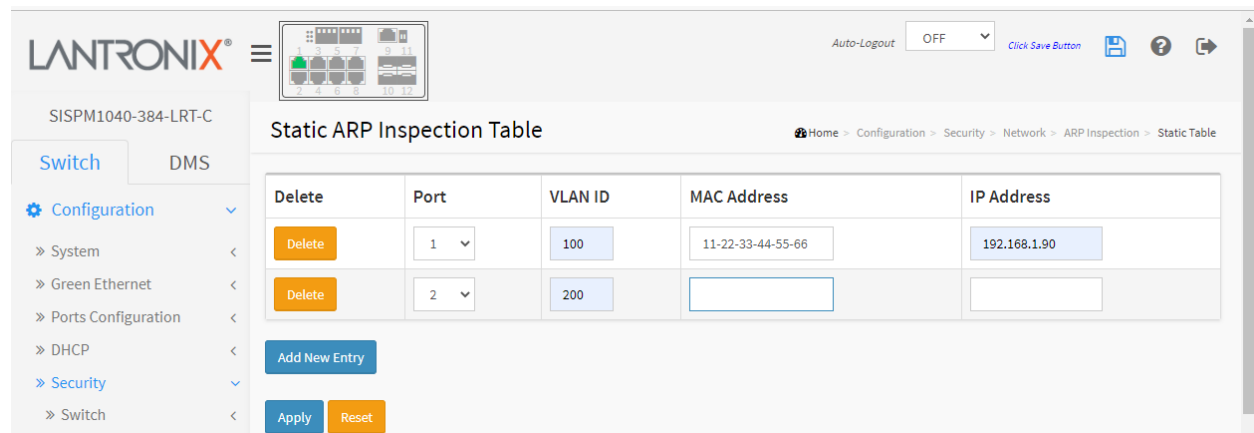 LANTRONIX®
1 3 5 7 9 11
2 4 6 8 10 12
Auto-Logout OFF Click Save Button
SISPM1040-384-LRT-C
Switch DMS
Configuration
» System
» Green Ethernet
» Ports Configuration
» DHCP
» Security
» Switch
Static ARP Inspection Table
Home > Configuration > Security > Network > ARP Inspection > Static Table
Delete Port VLAN ID MAC Address IP Address
Delete 1 100 11-22-33-44-55-66 192.168.1.90
Delete 2 200
Add New Entry
Apply Reset